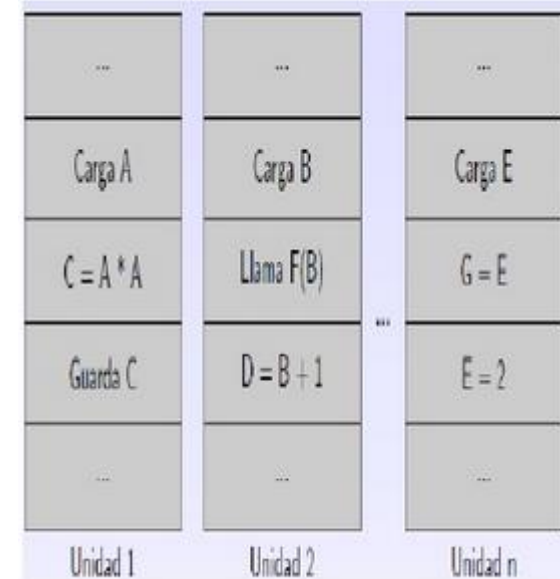 ... ... ...
Carga A Carga B Carga E
C = A * A Llama F(B) G = E
...
Guarda C D = B + 1 E = 2
... ... ...
Unidad 1 Unidad 2 Unidad n